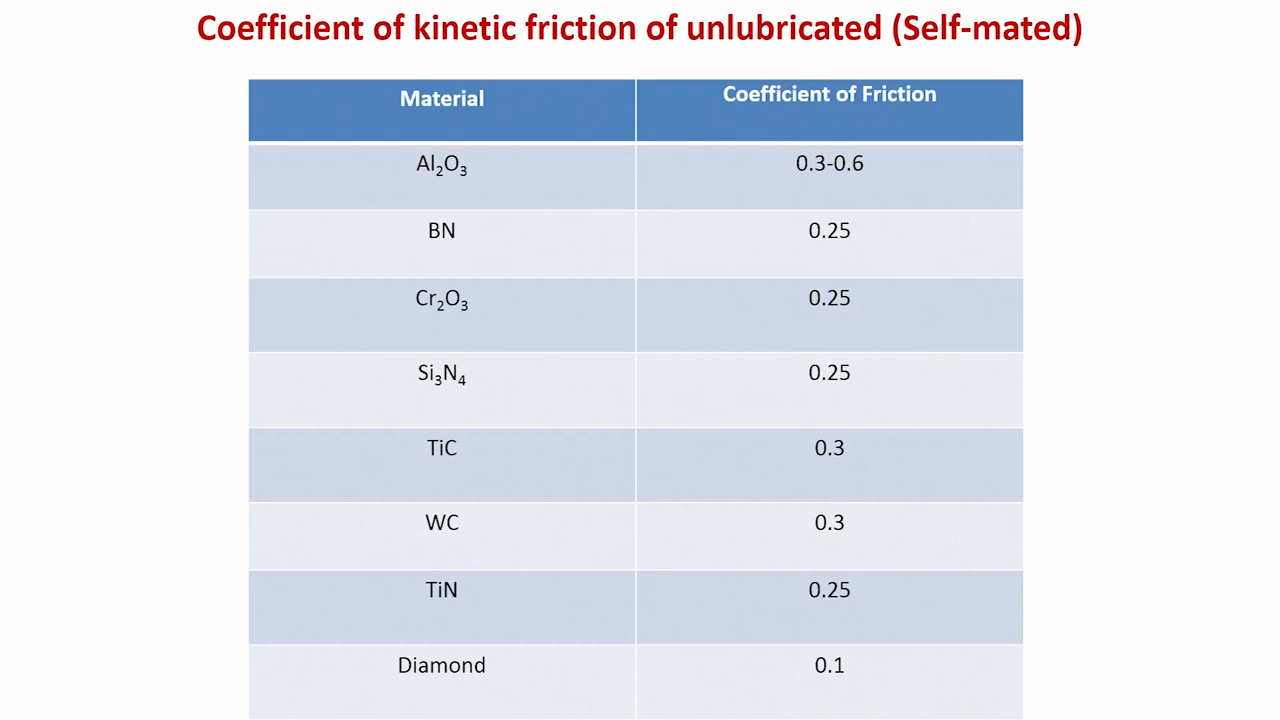 Coefficient of kinetic friction of unlubricated (Self-mated)
Material Coefficient of Friction
Al₂O₃ 0.3-0.6
BN 0.25
Cr₂O₃ 0.25
Si₃N₄ 0.25
TiC 0.3
WC 0.3
TiN 0.25
Diamond 0.1